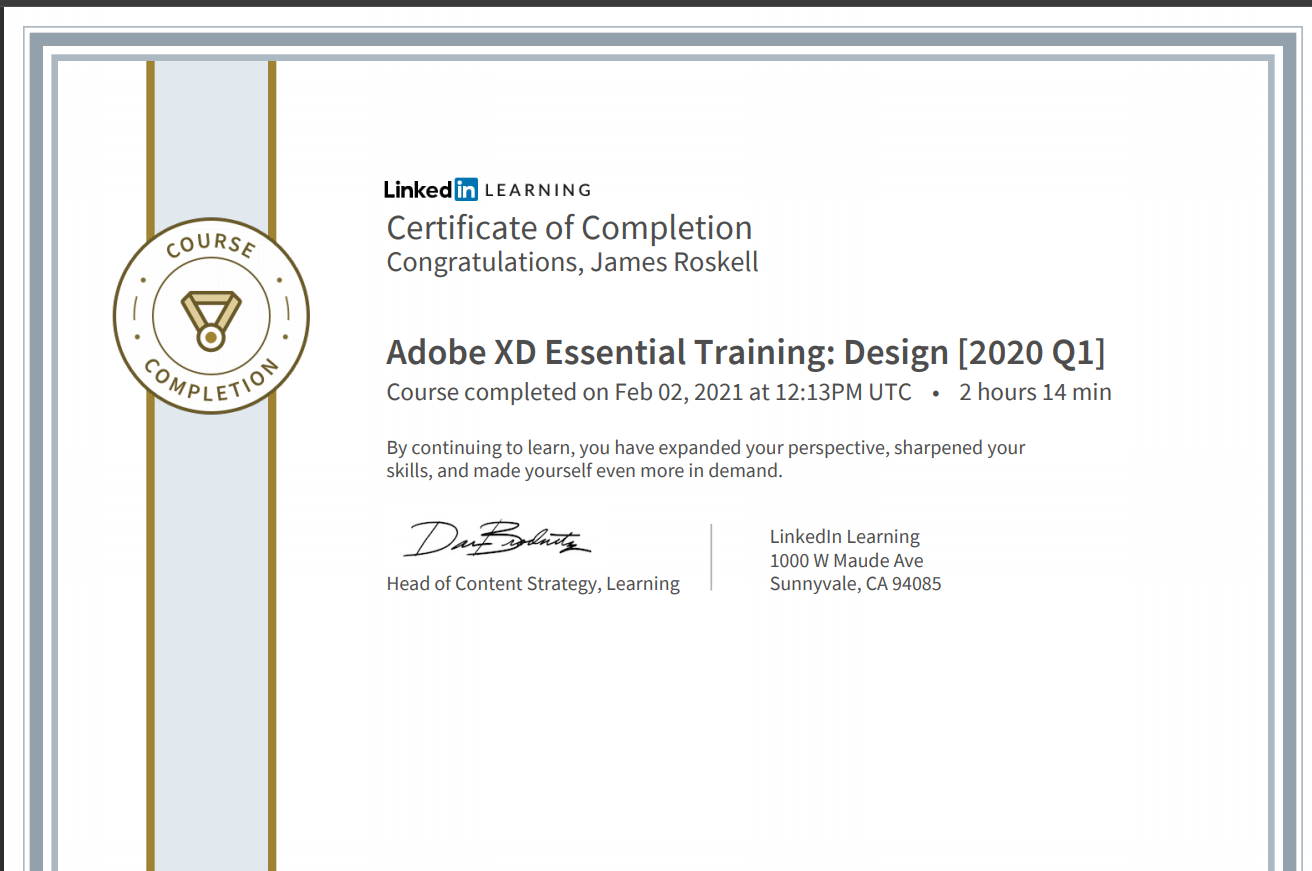 COURSE
COMPLETION
Linked in LEARNING
Certificate of Completion
Congratulations, James Roskell
Adobe XD Essential Training: Design [2020 Q1]
Course completed on Feb 02, 2021 at 12:13PM UTC • 2 hours 14 min
By continuing to learn, you have expanded your perspective, sharpened your
skills, and made yourself even more in demand.
Head of Content Strategy, Learning
LinkedIn Learning
1000 W Maude Ave
Sunnyvale, CA 94085